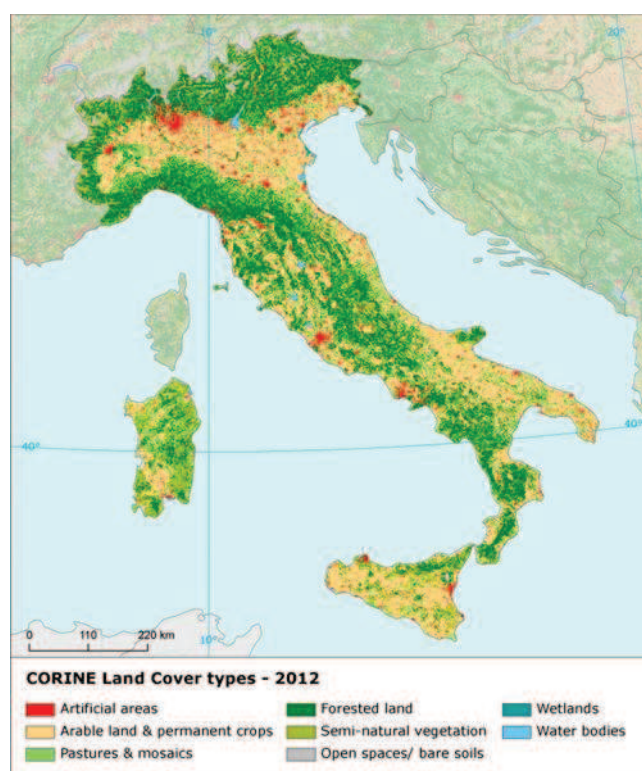 10°
20°
40°
40°
0 110 220 km
10°
CORINE Land Cover types - 2012
Artificial areas
Arable land & permanent crops
Pastures & mosaics
Forested land
Semi-natural vegetation
Open spaces/ bare soils
Wetlands
Water bodies